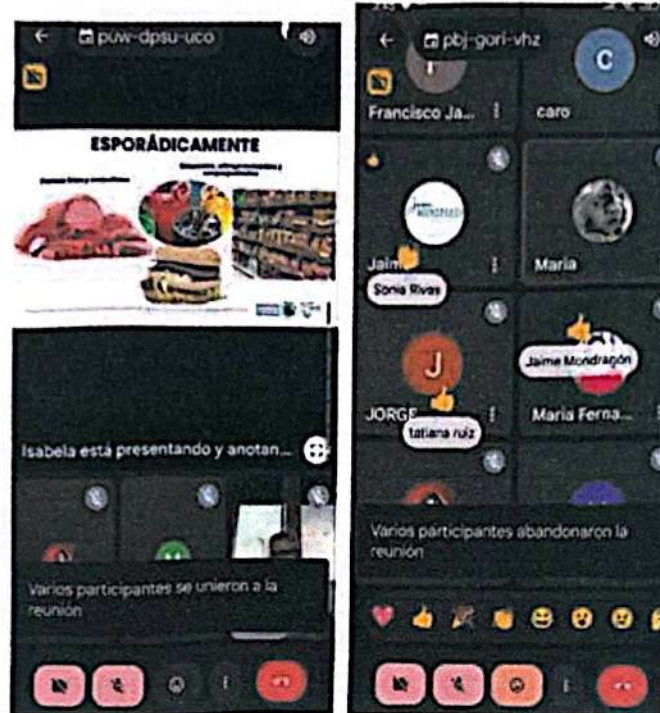 puw-dpsu-uco
ESPORÁDICAMENTE
Isabela está presentando y anotan...
Varios participantes se unieron a la
reunión
pbj-gori-vhz
Francisco Ja...
caro
C
Jaim
Maria
Sonia Rivas
J
Jaime Mondragón
JORGE
Maria Ferna...
tatiana ruiz
Varios participantes abandonaron la
reunión